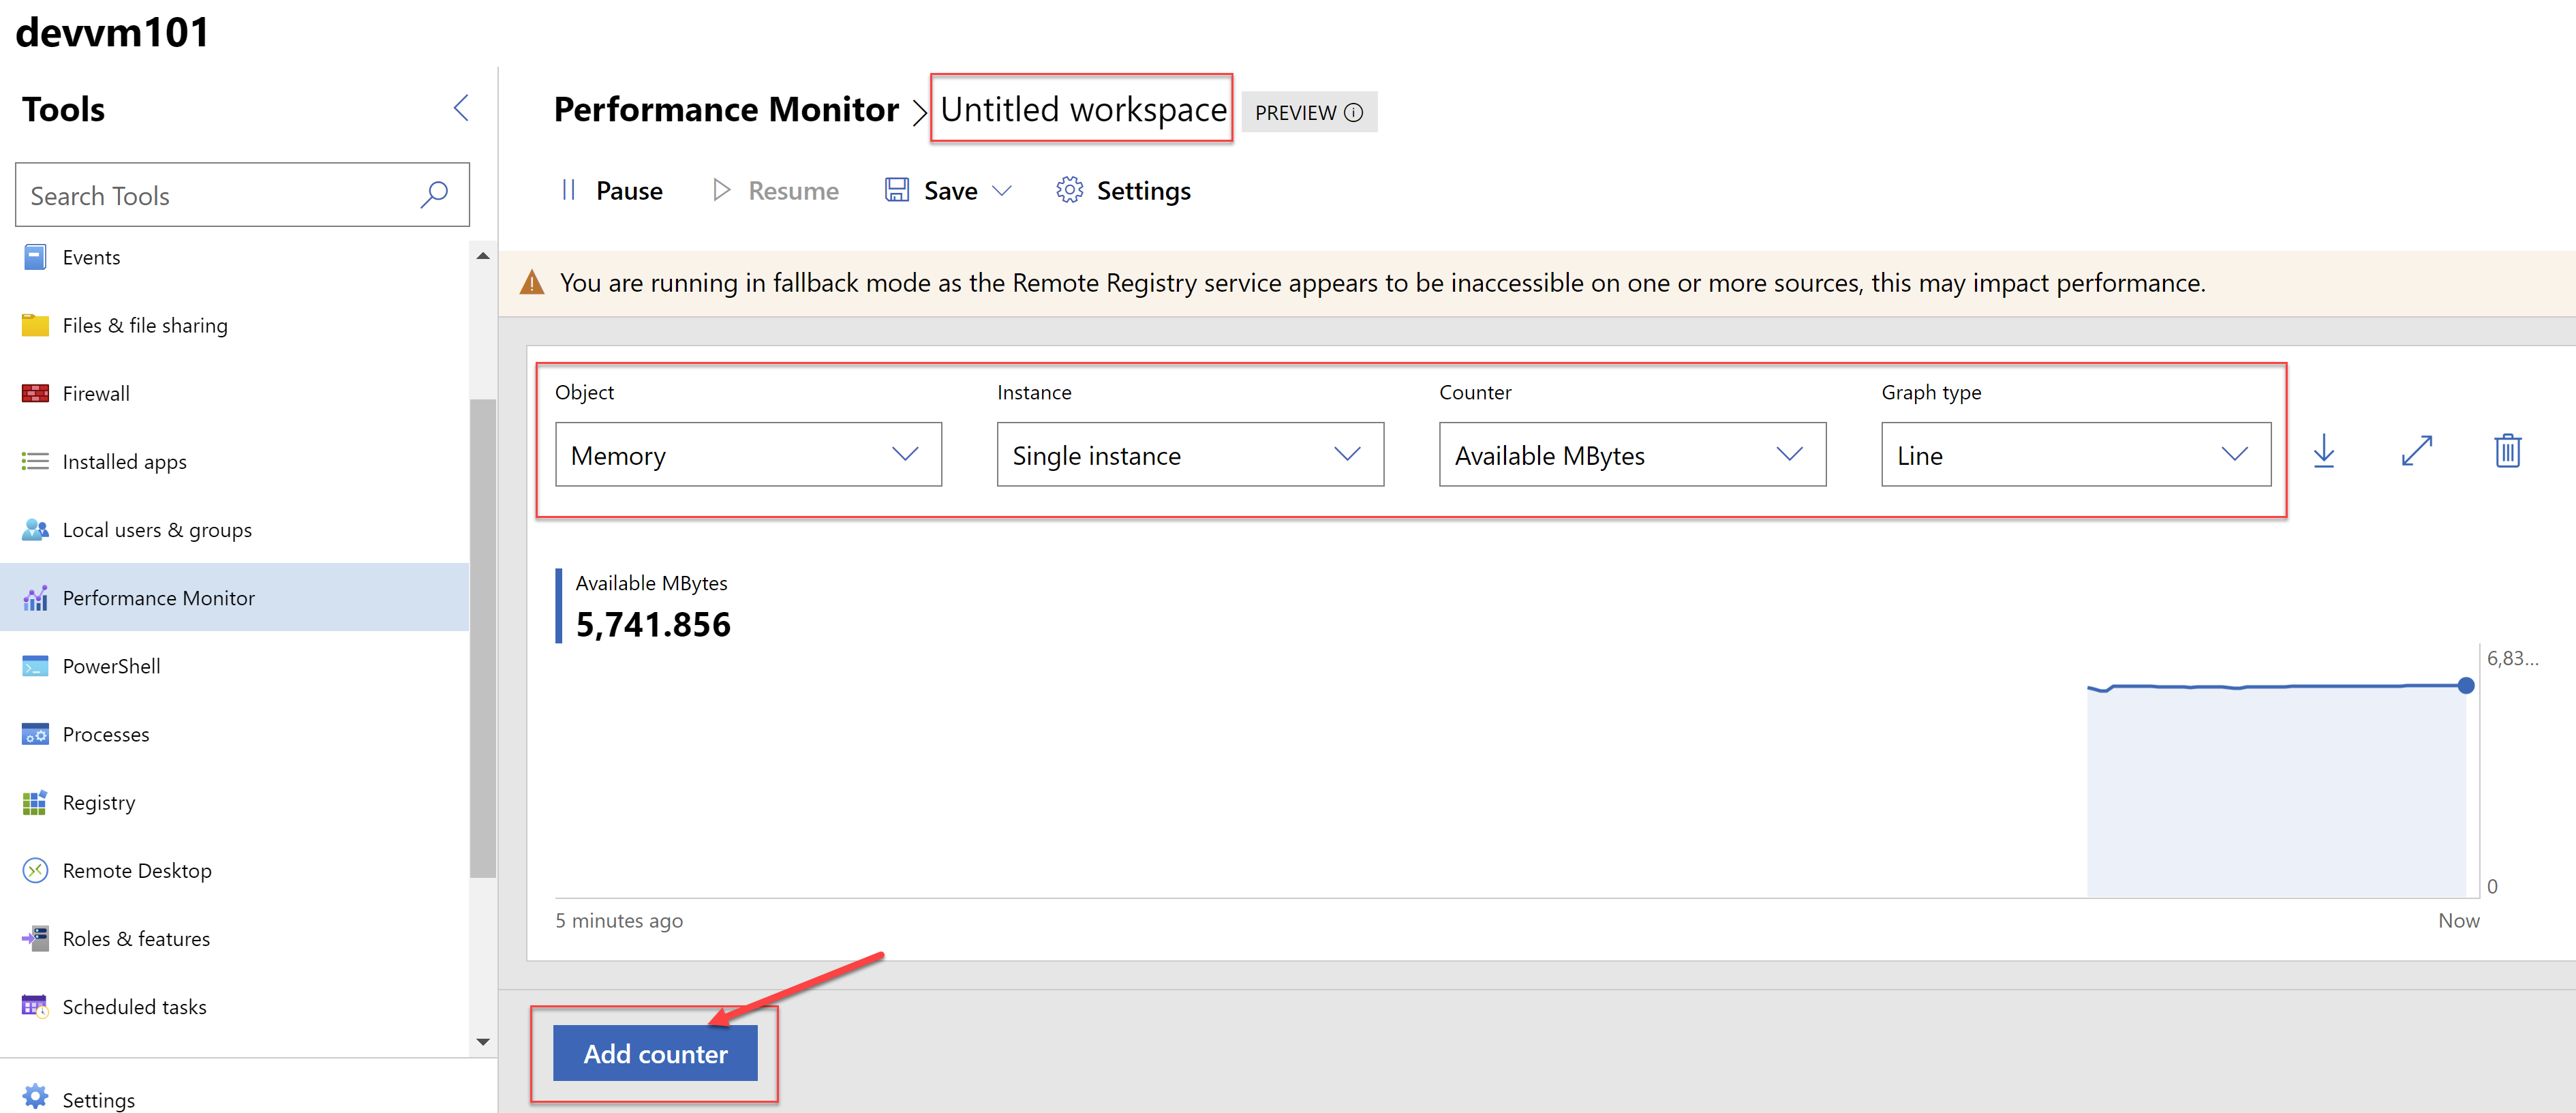 devvm101
Tools
Search Tools
Events
Files & file sharing
Firewall
Installed apps
Local users & groups
Performance Monitor
PowerShell
Processes
Registry
Remote Desktop
Roles & features
Scheduled tasks
Settings
Performance Monitor > Untitled workspace PREVIEW
Pause Resume Save Settings
You are running in fallback mode as the Remote Registry service appears to be inaccessible on one or more sources, this may impact performance.
Object Instance Counter Graph type
Memory Single instance Available MBytes Line
Available MBytes
5,741.856
6,83...
0
5 minutes ago Now
Add counter